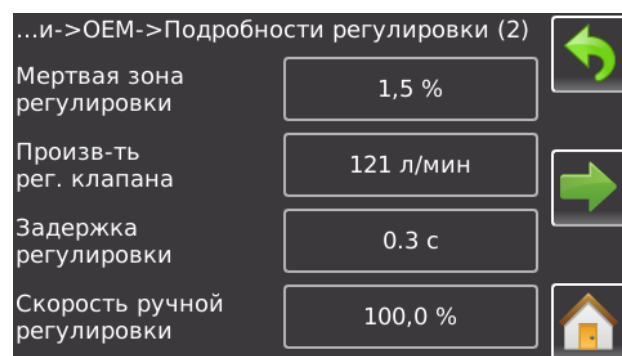 ...и->OEM->Подробности регулировки (2)
Мертвая зона
регулировки
1,5 %
Произв-ть
рег. клапана
121 л/мин
Задержка
регулировки
0.3 с
Скорость ручной
регулировки
100,0 %